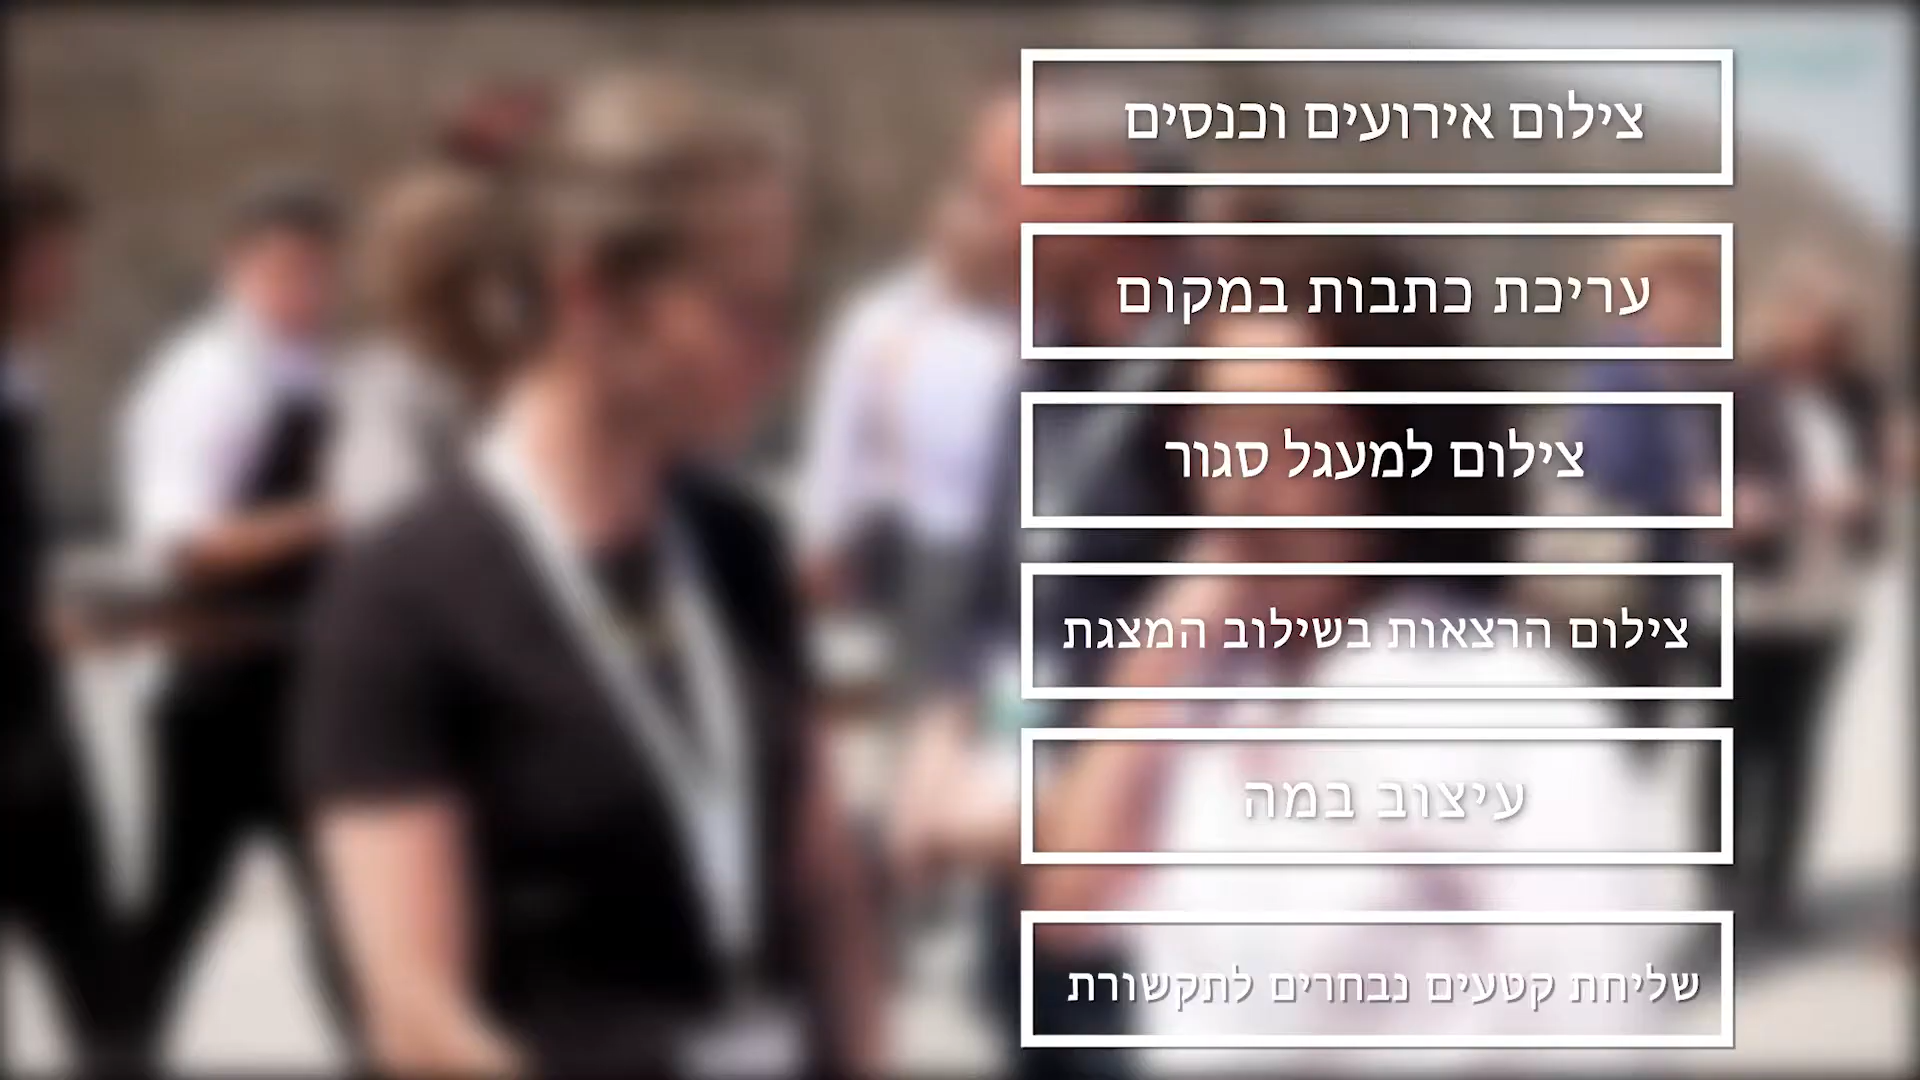 צילום אירועים וכנסים
עריכת כתבות במקום
צילום למעגל סגור
צילום הרצאות בשילוב המצגת
עיצוב במה
שליחת קטעים נבחרים לתקשורת